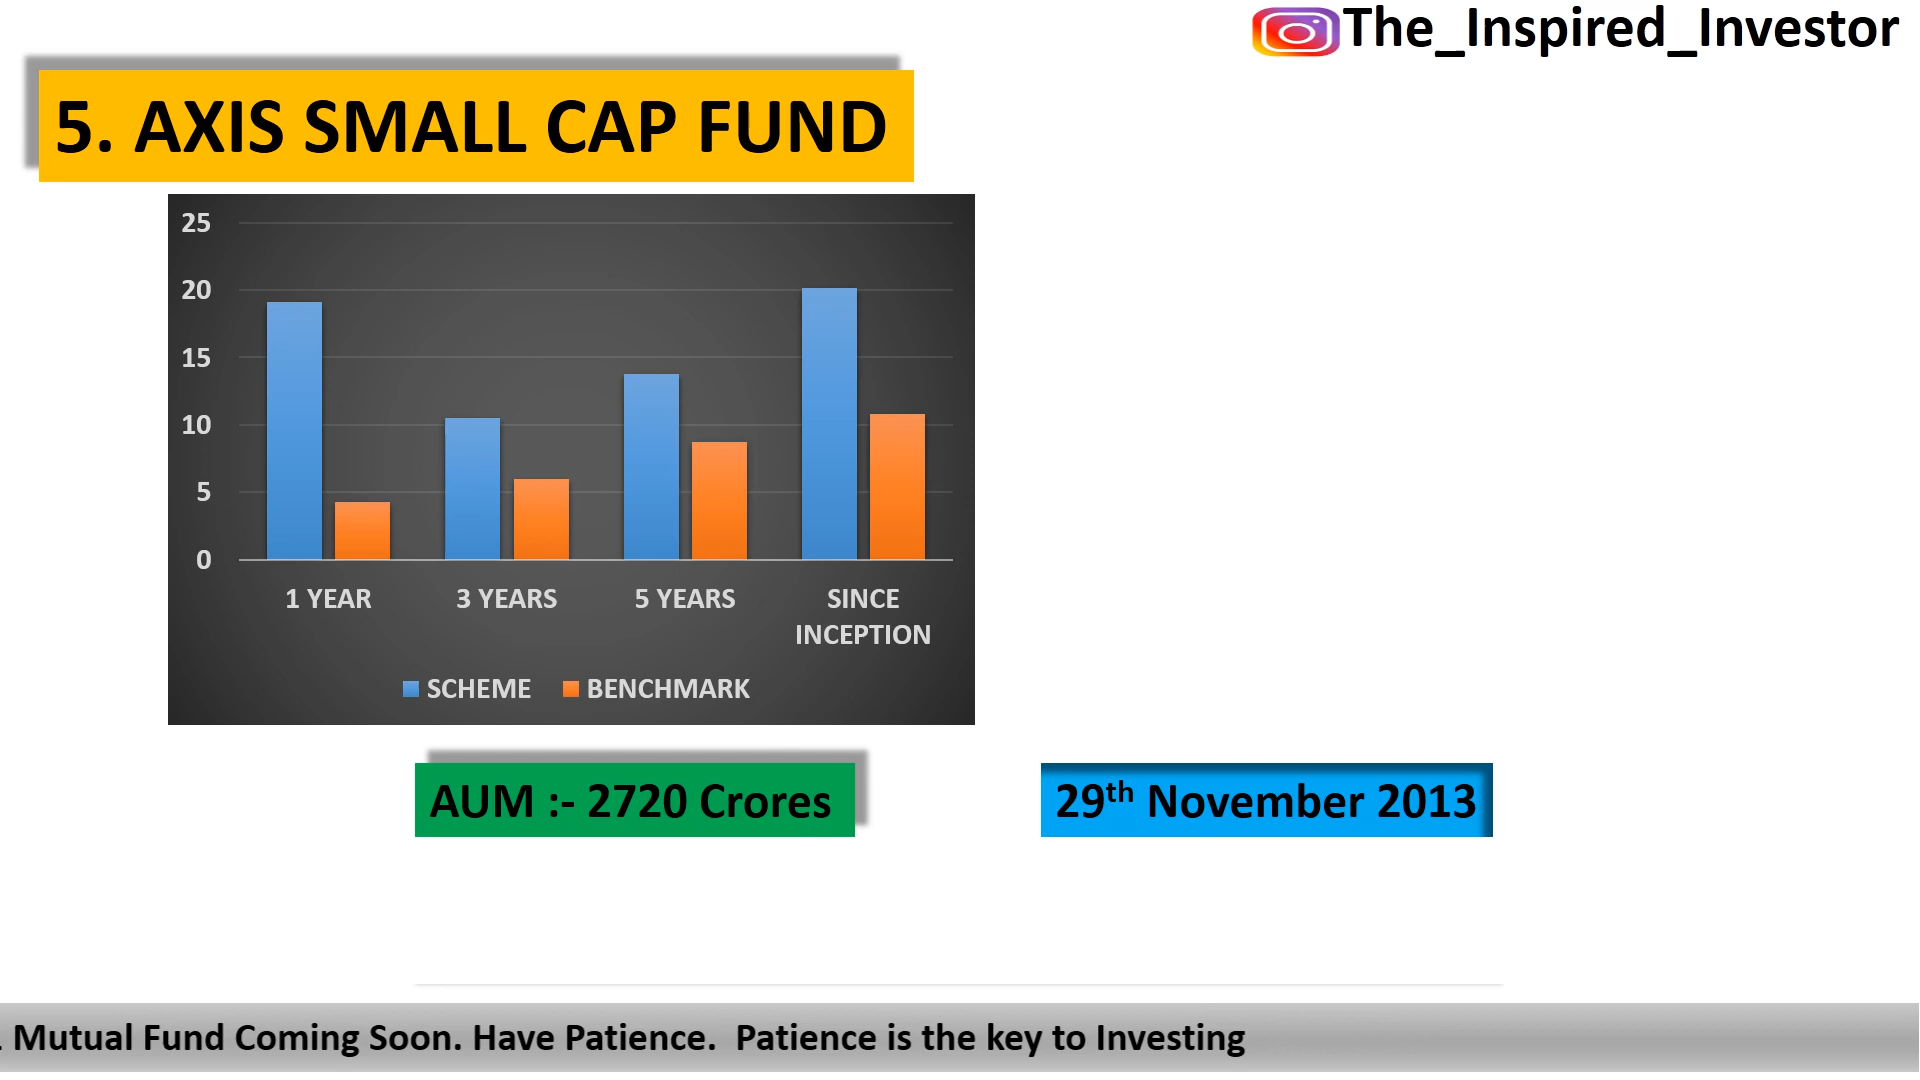 The_Inspired_Investor
5. AXIS SMALL CAP FUND
25
20
15
10
5
0
1 YEAR
3 YEARS
5 YEARS
SINCE
INCEPTION
SCHEME
BENCHMARK
AUM :- 2720 Crores
29th November 2013
Mutual Fund Coming Soon. Have Patience.  Patience is the key to Investing